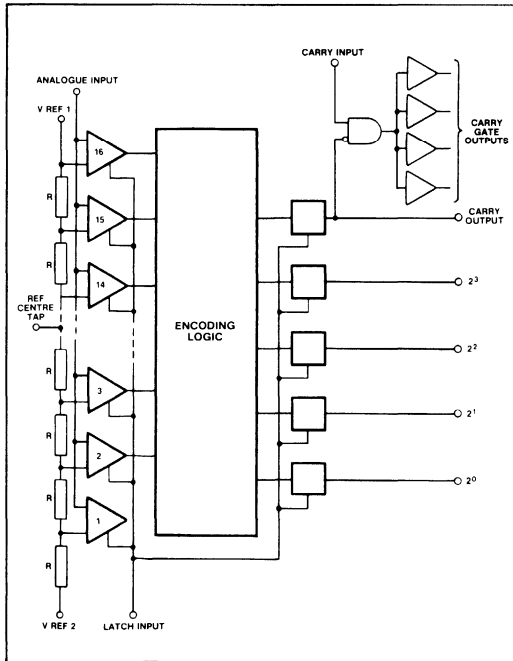 CARRY INPUT
ANALOGUE INPUT
V REF 1
CARRY
GATE
OUTPUTS
16
R
CARRY
OUTPUT
15
R
14
2³
REF
CENTRE
TAP
ENCODING
LOGIC
2²
R
3
2¹
R
2
2⁰
R
1
R
V REF 2
LATCH INPUT